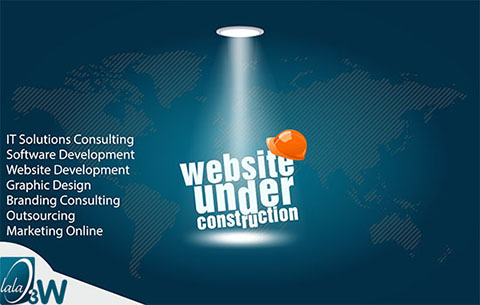 IT Solutions Consulting
Software Development
Website Development
Graphic Design
Branding Consulting
Outsourcing
Marketing Online
website
under
construction
lala
3W